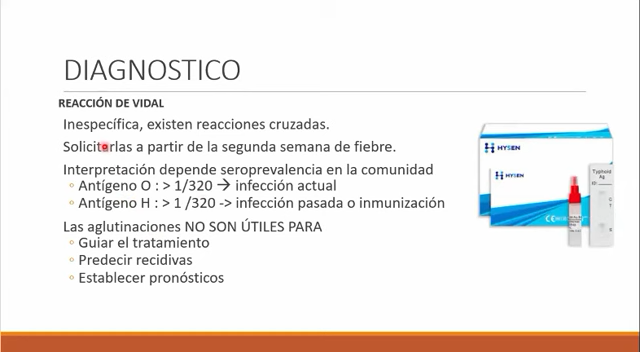 DIAGNOSTICO
REACCIÓN DE VIDAL
Inespecífica, existen reacciones cruzadas.
Solicitarlas a partir de la segunda semana de fiebre.
Interpretación depende seroprevalencia en la comunidad
◦ Antígeno O : > 1/320 → infección actual
◦ Antígeno H : > 1 /320 -> infección pasada o inmunización
Las aglutinaciones NO SON ÚTILES PARA
◦ Guiar el tratamiento
◦ Predecir recidivas
◦ Establecer pronósticos
HYSEN
HYSEN
Typhoid
Ag
ID:
C
T
CE